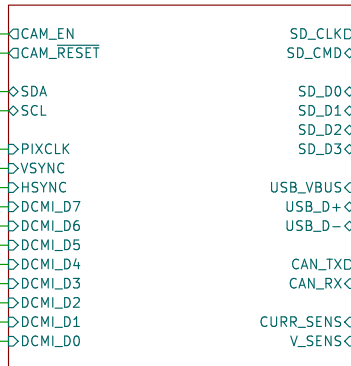 CAM_EN
CAM_RESET
SDA
SCL
PIXCLK
VSYNC
HSYNC
DCMI_D7
DCMI_D6
DCMI_D5
DCMI_D4
DCMI_D3
DCMI_D2
DCMI_D1
DCMI_D0
SD_CLK
SD_CMD
SD_D0
SD_D1
SD_D2
SD_D3
USB_VBUS
USB_D+
USB_D-
CAN_TX
CAN_RX
CURR_SENS
V_SENS